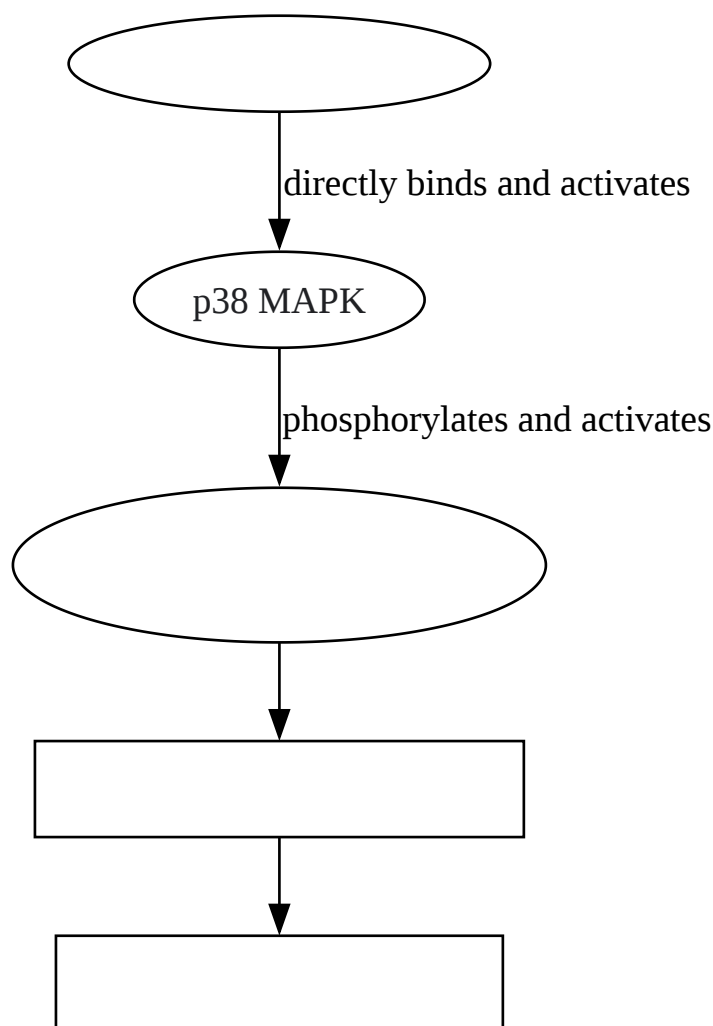 directly binds and activates
p38 MAPK
phosphorylates and activates